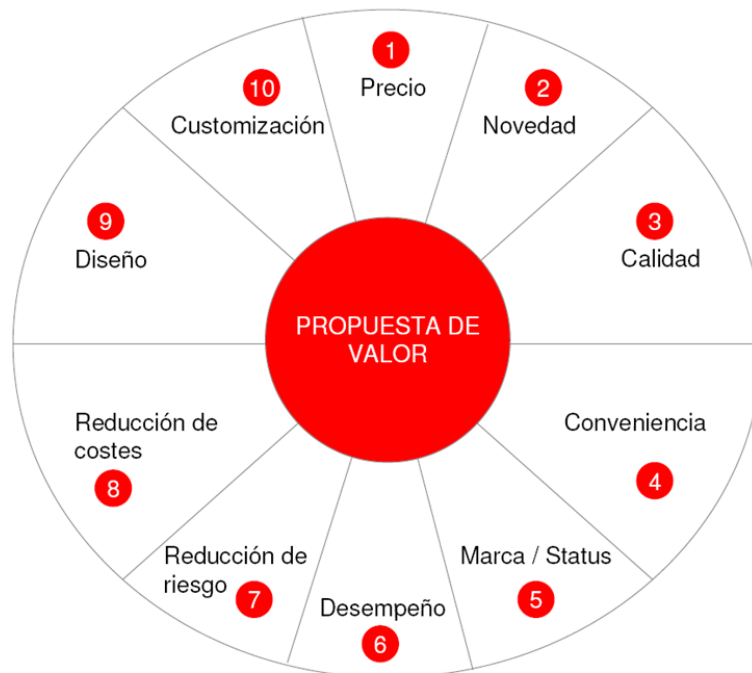 1
Precio
2
Novedad
3
Calidad
Conveniencia
4
Marca / Status
5
Desempeño
6
Reducción de
riesgo
7
Reducción de
costes
8
9
Diseño
10
Customización
PROPUESTA DE
VALOR